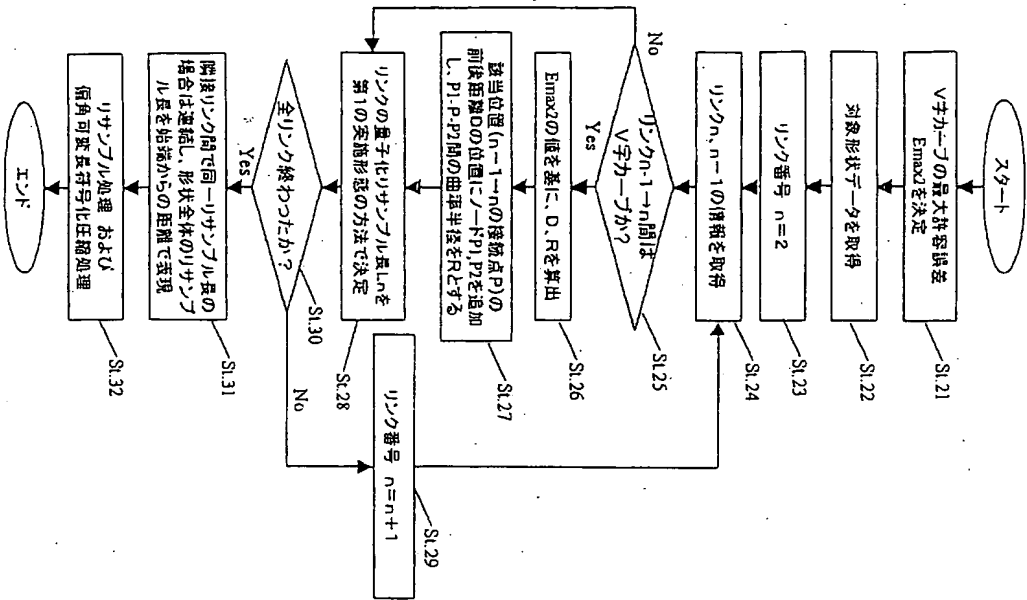 スタート
V字カーブの最大許容誤差
Emax2を決定
St.21
対象形状データを取得
St.22
リンク番号 n=2
St.23
リンクn、n-1の情報を取得
St.24
リンクn-1→n間は
V字カーブか?
St.25
No
Yes
Emax2の値を基に、D、Rを算出
St.26
該当位置(n-1→nの接続点P)の
前後距離Dの位置にノードP1,P2を追加
し、P1-P-P2間の曲率半径をRとする
St.27
リンクの量子化リサンプル長Lnを
第1の実施形態の方法で決定
St.28
リンク番号 n=n+1
St.29
全リンク終わったか?
St.30
No
Yes
隣接リンク間で同一リサンプル長の
場合は連結し、形状全体のリサンプ
ル長を始端からの距離で表現
St.31
リサンプル処理 および
偏角可変長符号化圧縮処理
St.32
エンド